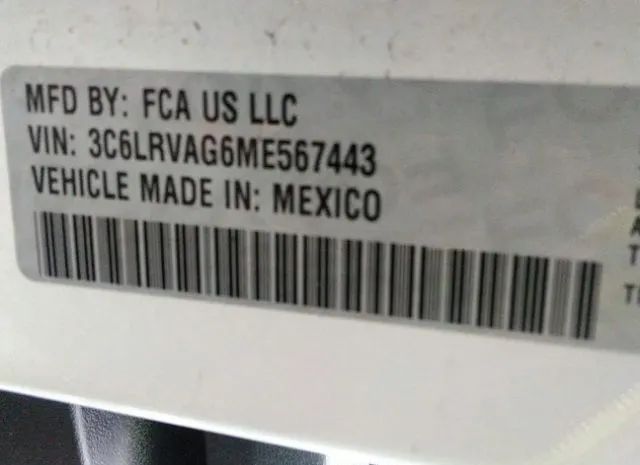 MFD BY: FCA US LLC
VIN: 3C6LRVAG6ME567443
VEHICLE MADE IN: MEXICO